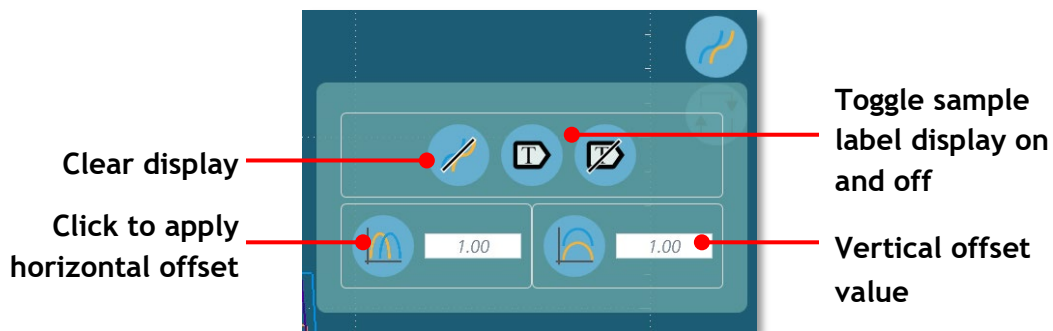 Clear display
Click to apply
horizontal offset
T
T
1.00
1.00
Toggle sample
label display on
and off
Vertical offset
value